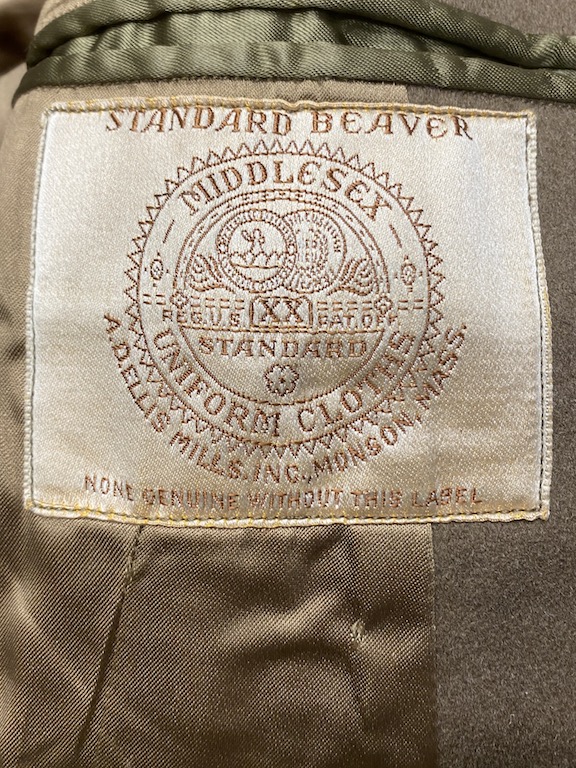 STANDARD BEAVER
MIDDLESEX
REG. U.S. XX PAT. OFF.
STANDARD
UNIFORM CLOTHS
A.D. ELLIS MILLS, INC., MONSON, MASS.
NONE GENUINE WITHOUT THIS LABEL